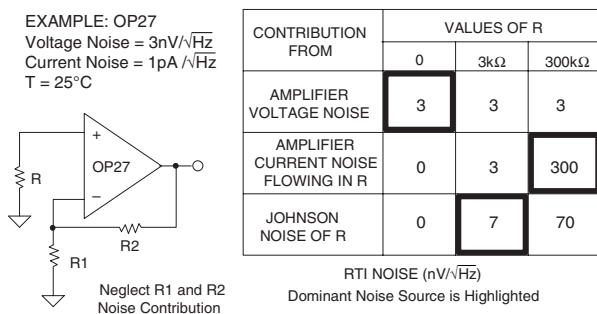 EXAMPLE: OP27
Voltage Noise = 3nV/√Hz
Current Noise = 1pA /√Hz
T = 25°C
+
OP27
–
R
R2
R1
Neglect R1 and R2
Noise Contribution
CONTRIBUTION
FROM
VALUES OF R
0 3kΩ 300kΩ
AMPLIFIER
VOLTAGE NOISE
3 3 3
AMPLIFIER
CURRENT NOISE
FLOWING IN R
0 3 300
JOHNSON
NOISE OF R
0 7 70
RTI NOISE (nV/√Hz)
Dominant Noise Source is Highlighted